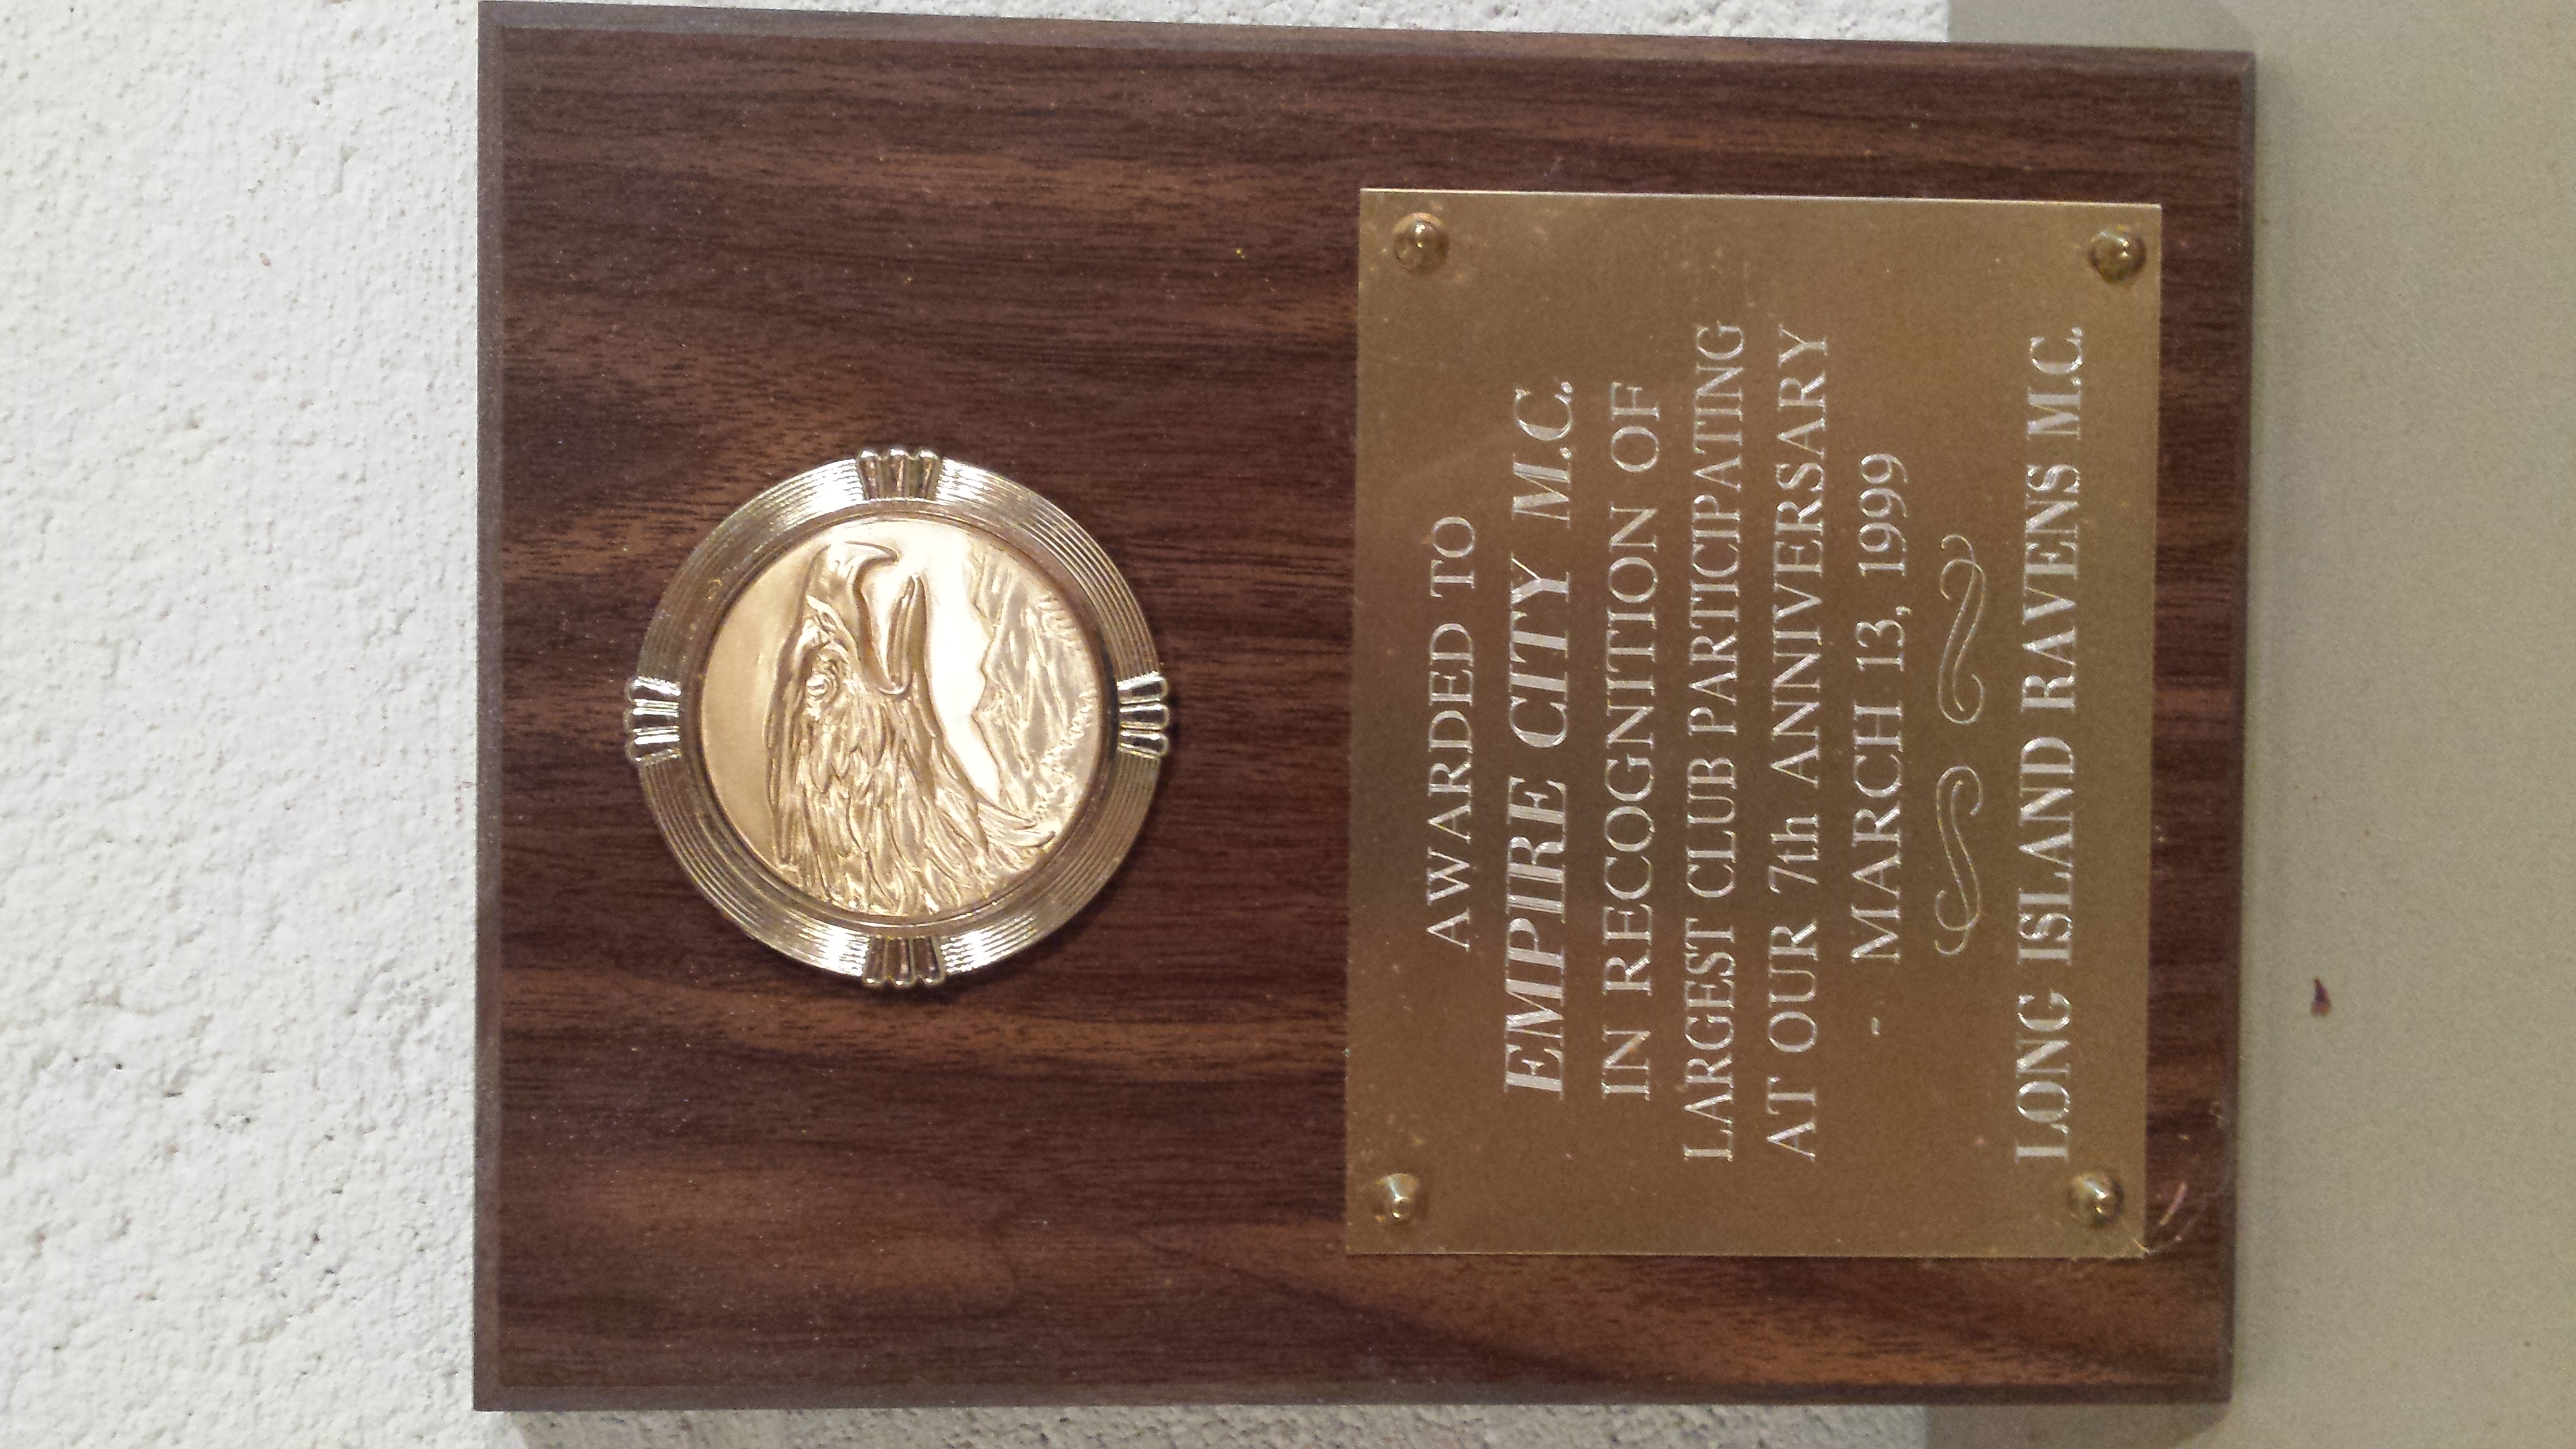 AWARDED TO
EMPIRE CITY M.C.
IN RECOGNITION OF
LARGEST CLUB PARTICIPATING
AT OUR 7th ANNIVERSARY
- MARCH 13, 1999
LONG ISLAND RAVENS M.C.